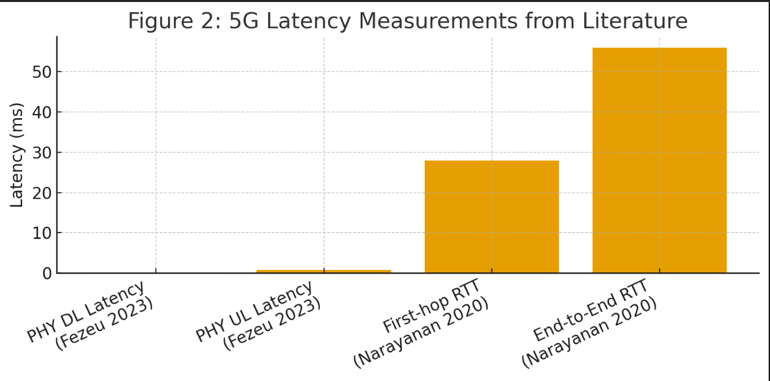 Figure 2: 5G Latency Measurements from Literature
Latency (ms)
50
40
30
20
10
0
PHY DL Latency
(Fezeu 2023)
PHY UL Latency
(Fezeu 2023)
First-hop RTT
(Narayanan 2020)
End-to-End RTT
(Narayanan 2020)